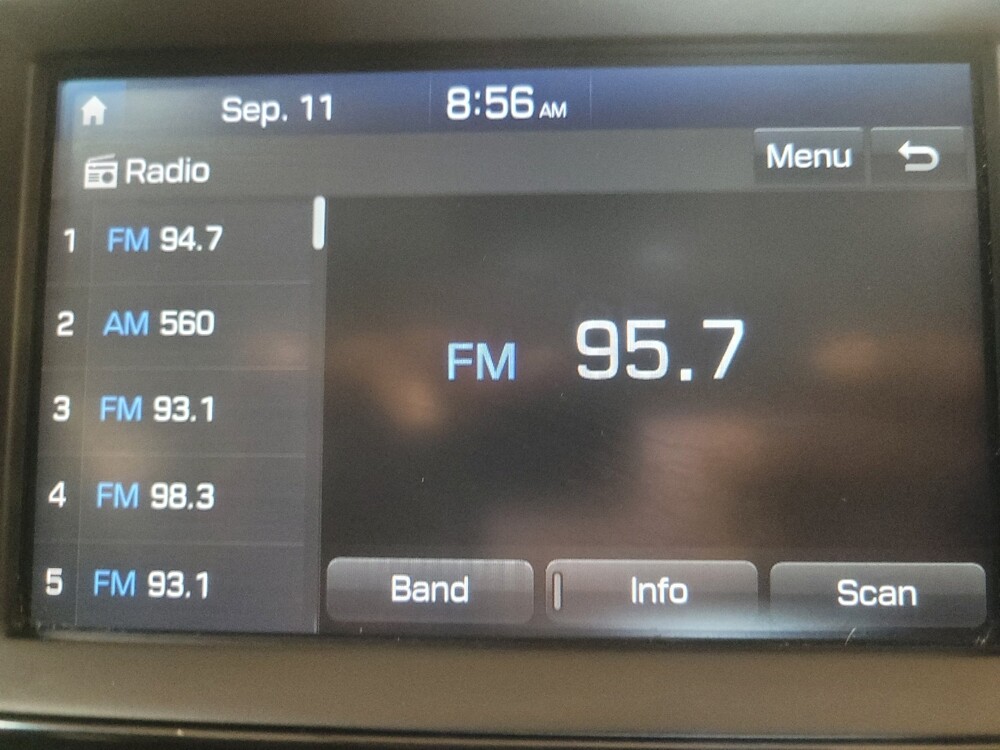 Sep. 11 8:56 AM
Radio
Menu
1 FM 94.7
2 AM 560
3 FM 93.1
4 FM 98.3
5 FM 93.1
FM 95.7
Band Info Scan